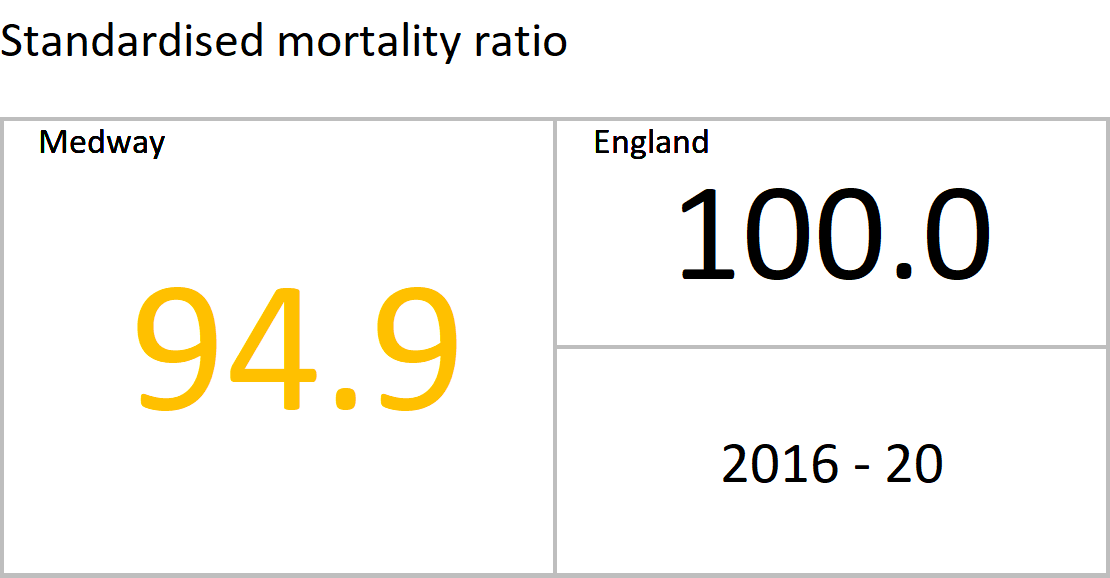 Standardised mortality ratio
Medway
94.9
England
100.0
2016 - 20